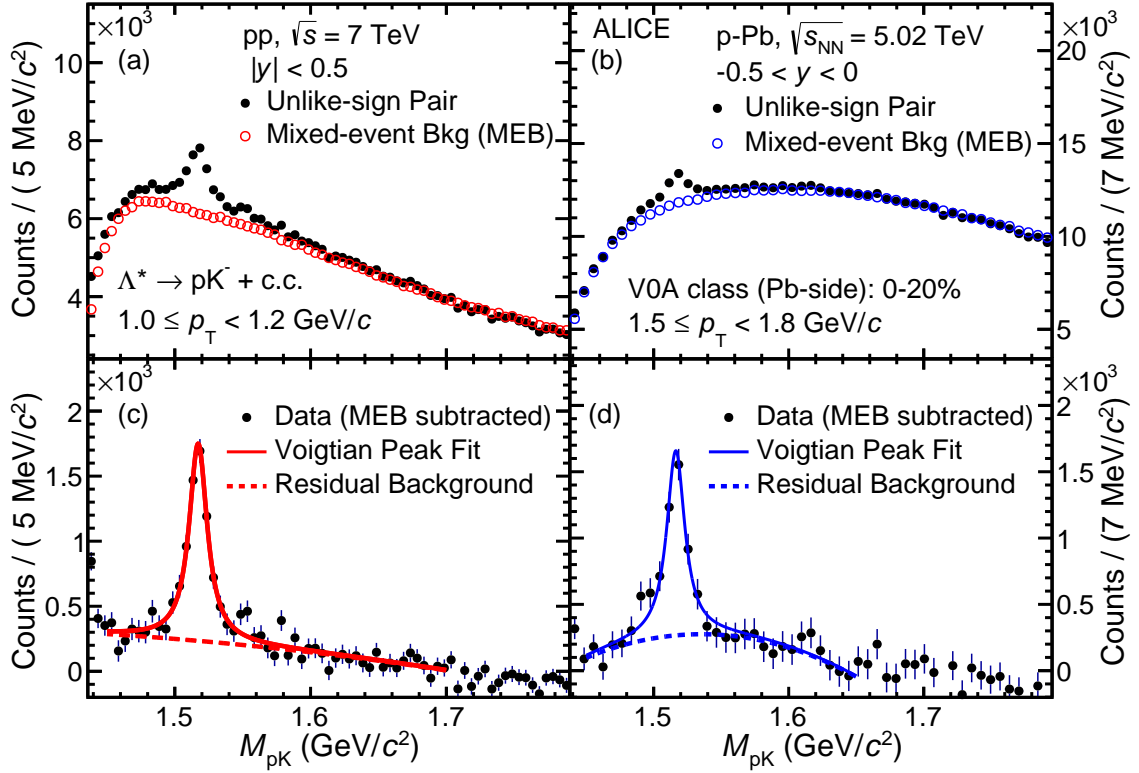 ×10³
(a)
pp, √s = 7 TeV
|y| < 0.5
Unlike-sign Pair
Mixed-event Bkg (MEB)
Λ* → pK⁻ + c.c.
1.0 ≤ p_T < 1.2 GeV/c
Counts / ( 5 MeV/c²)
10
8
6
4
ALICE
p-Pb, √s_NN = 5.02 TeV
(b)
-0.5 < y < 0
Unlike-sign Pair
Mixed-event Bkg (MEB)
V0A class (Pb-side): 0-20%
1.5 ≤ p_T < 1.8 GeV/c
×10³
20
15
10
5
Counts / (7 MeV/c²)
×10³
(c)
Data (MEB subtracted)
Voigtian Peak Fit
Residual Background
Counts / ( 5 MeV/c²)
2
1.5
1
0.5
0
1.5
1.6
1.7
M_pK (GeV/c²)
(d)
Data (MEB subtracted)
Voigtian Peak Fit
Residual Background
×10³
2
1.5
1
0.5
0
Counts / (7 MeV/c²)
1.5
1.6
1.7
M_pK (GeV/c²)